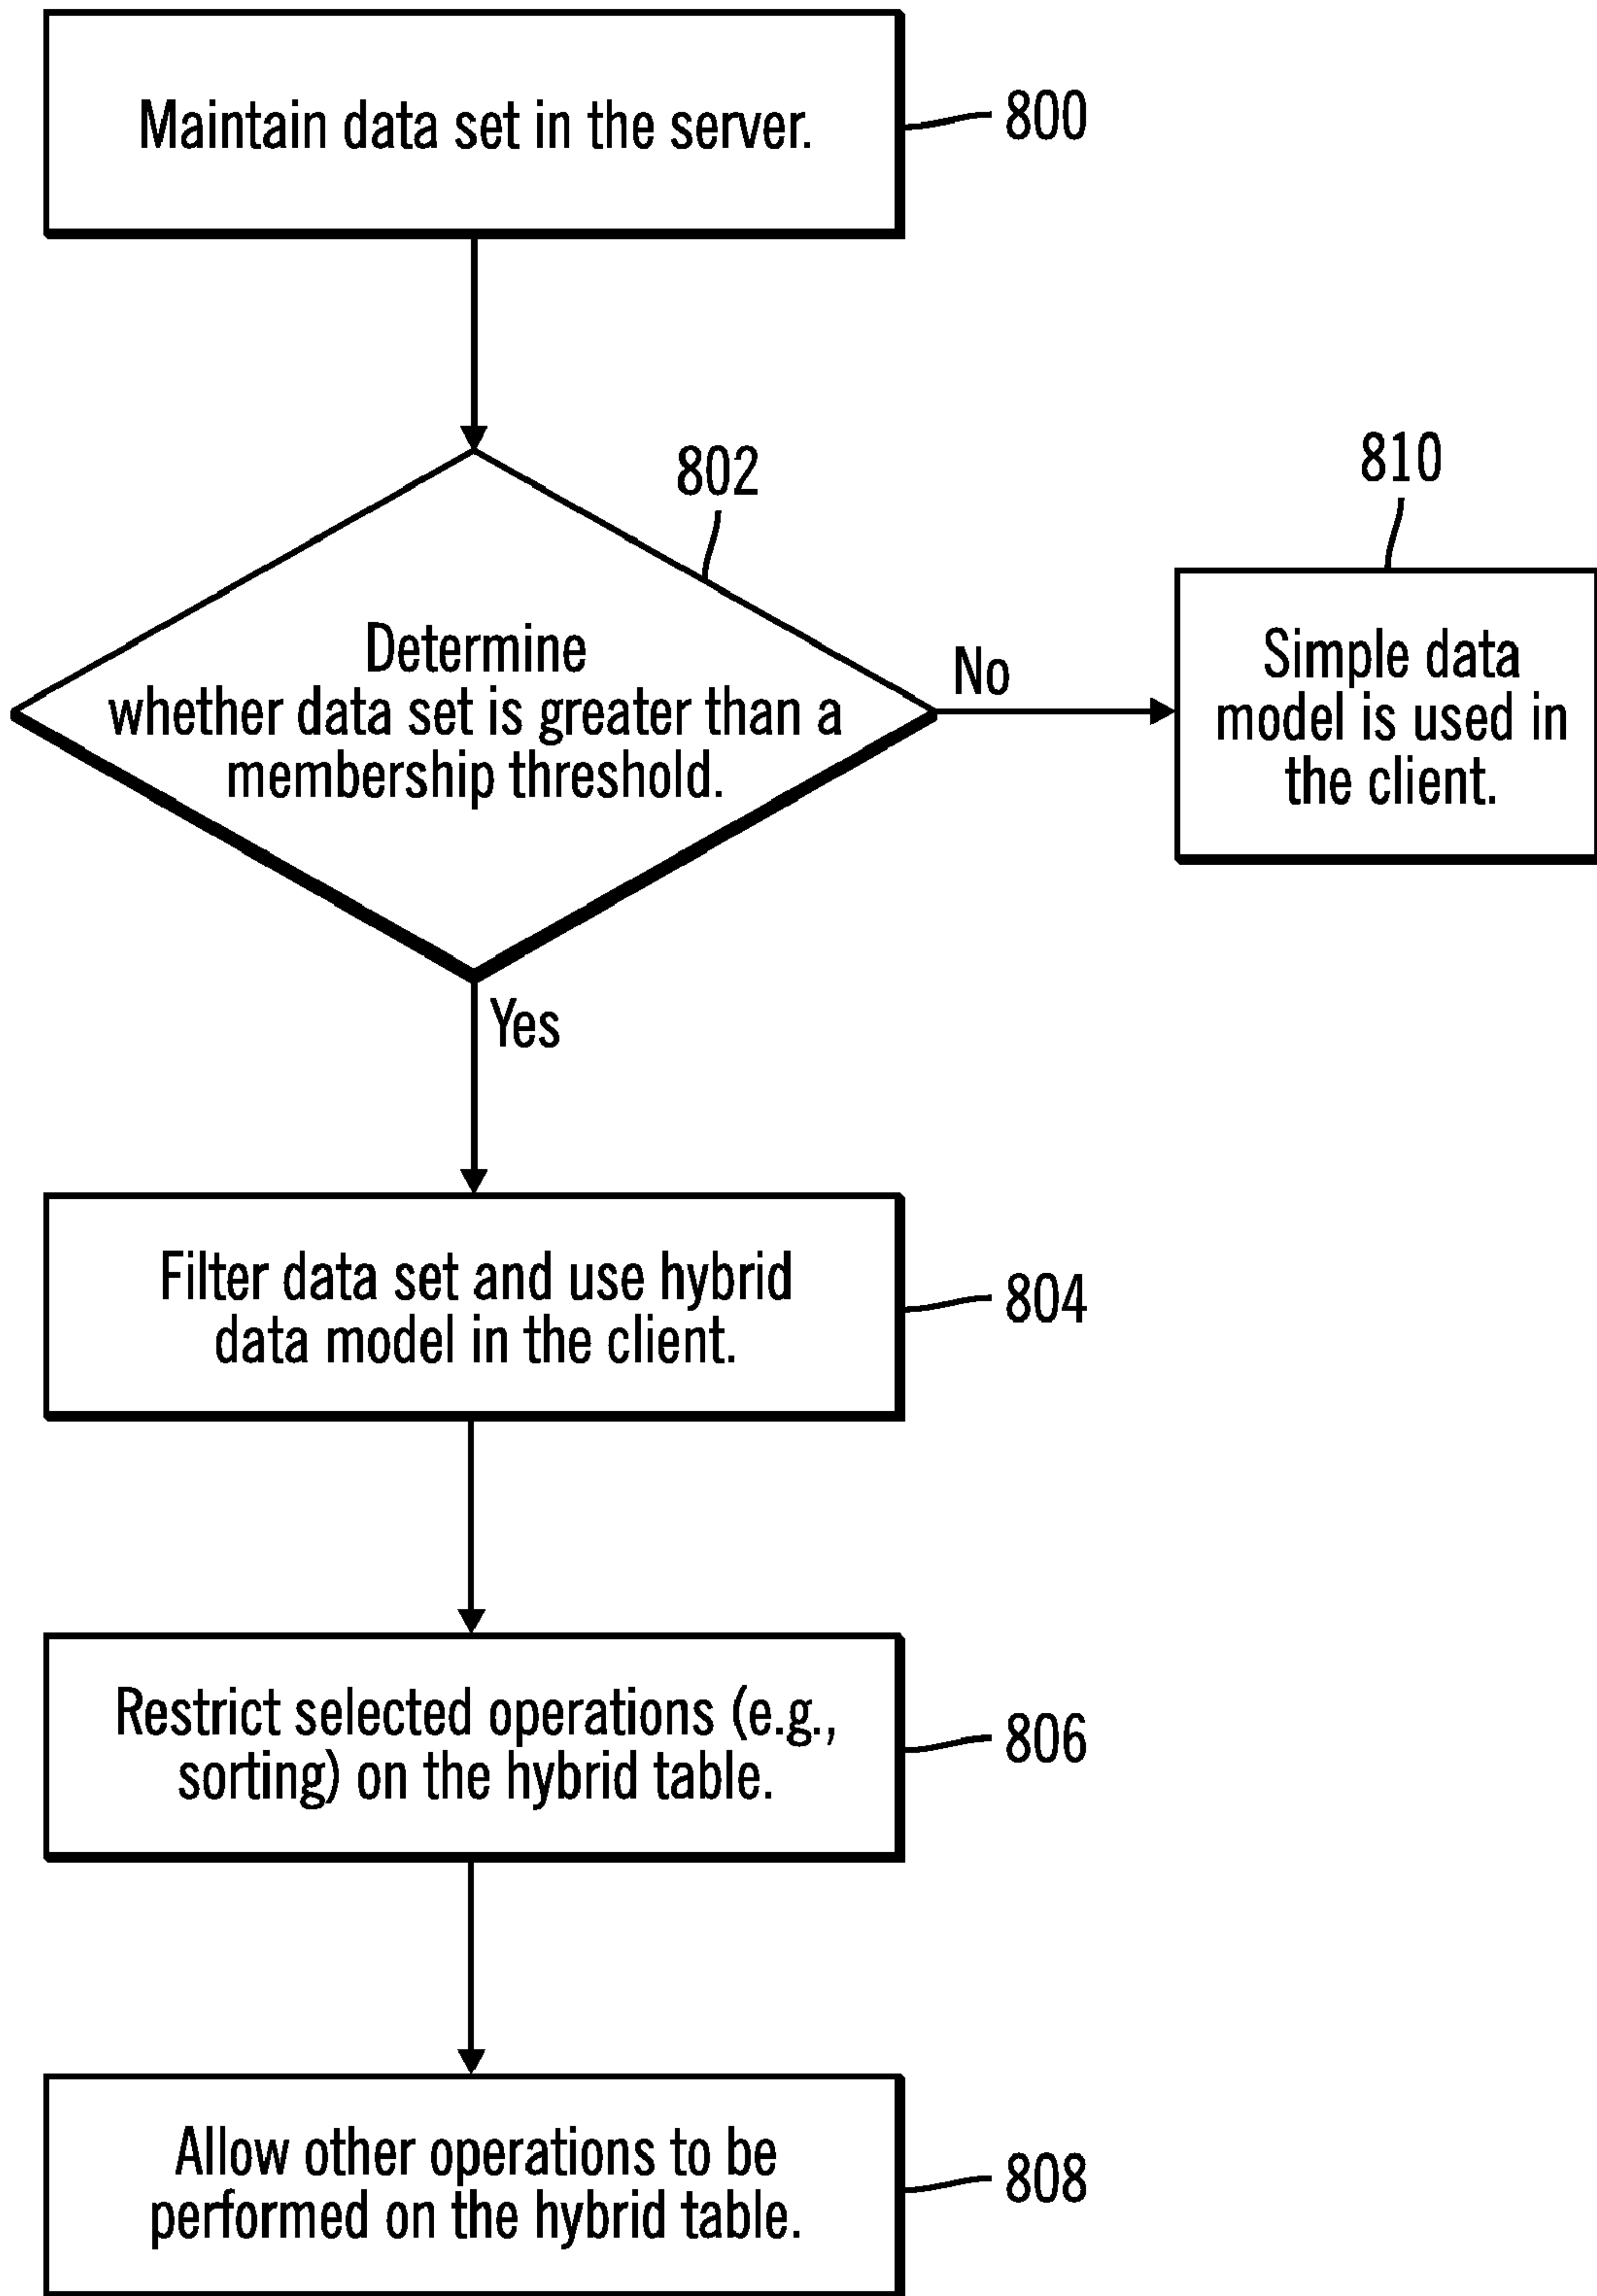 Maintain data set in the server.
800
802
810
Determine
whether data set is greater than a
membership threshold.
No
Simple data
model is used in
the client.
Yes
Filter data set and use hybrid
data model in the client.
804
Restrict selected operations (e.g.,
sorting) on the hybrid table.
806
Allow other operations to be
performed on the hybrid table.
808